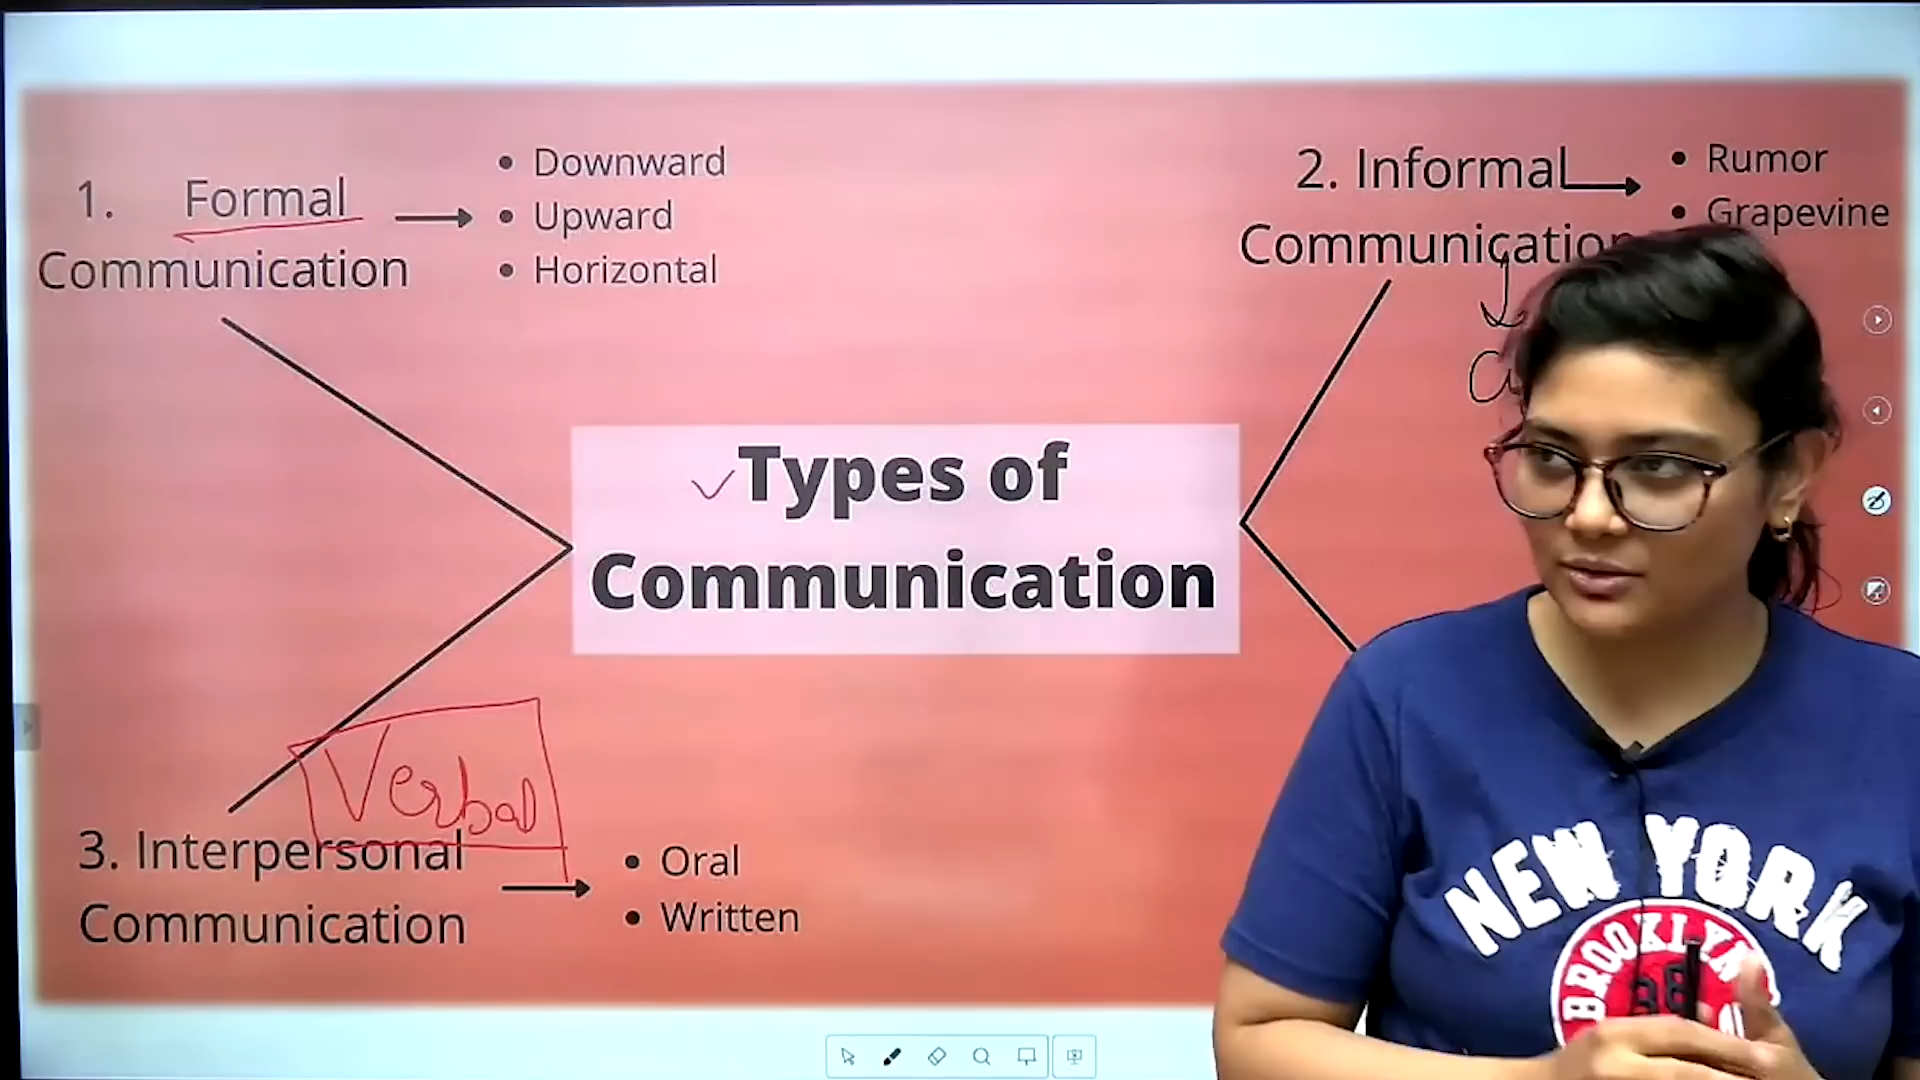 1. Formal
Communication
• Downward
• Upward
• Horizontal
2. Informal
Communication
• Rumor
• Grapevine
Types of
Communication
Verbal
3. Interpersonal
Communication
• Oral
• Written
NEW YORK
BROOKLYN